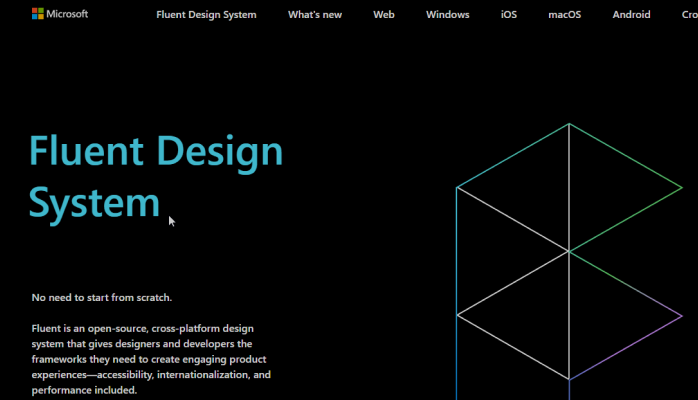 Microsoft
Fluent Design System What's new Web Windows iOS macOS Android Cro
Fluent Design
System
No need to start from scratch.
Fluent is an open-source, cross-platform design
system that gives designers and developers the
frameworks they need to create engaging product
experiences—accessibility, internationalization, and
performance included.